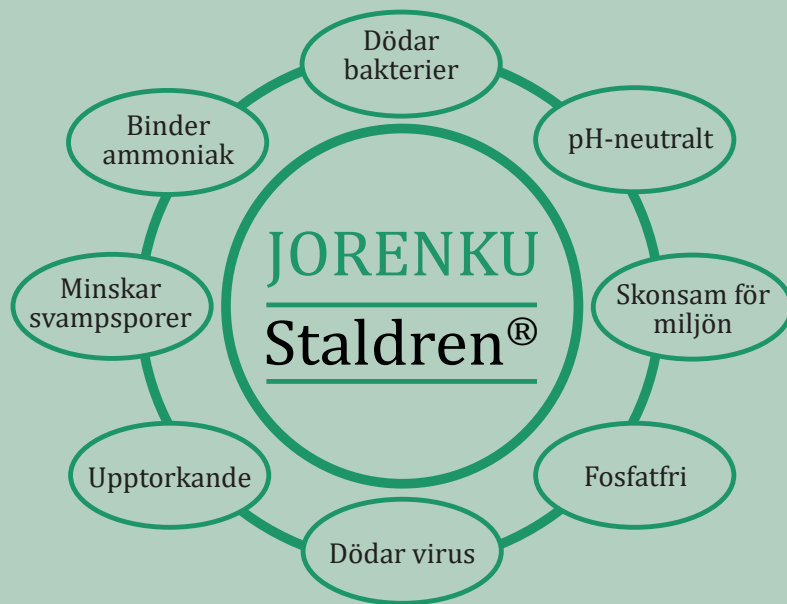 Dödar
bakterier
Binder
ammoniak
pH-neutralt
JORENKU
Staldren®
Minskar
svampsporer
Skonsam för
miljön
Upptorkande
Fosfatfri
Dödar virus